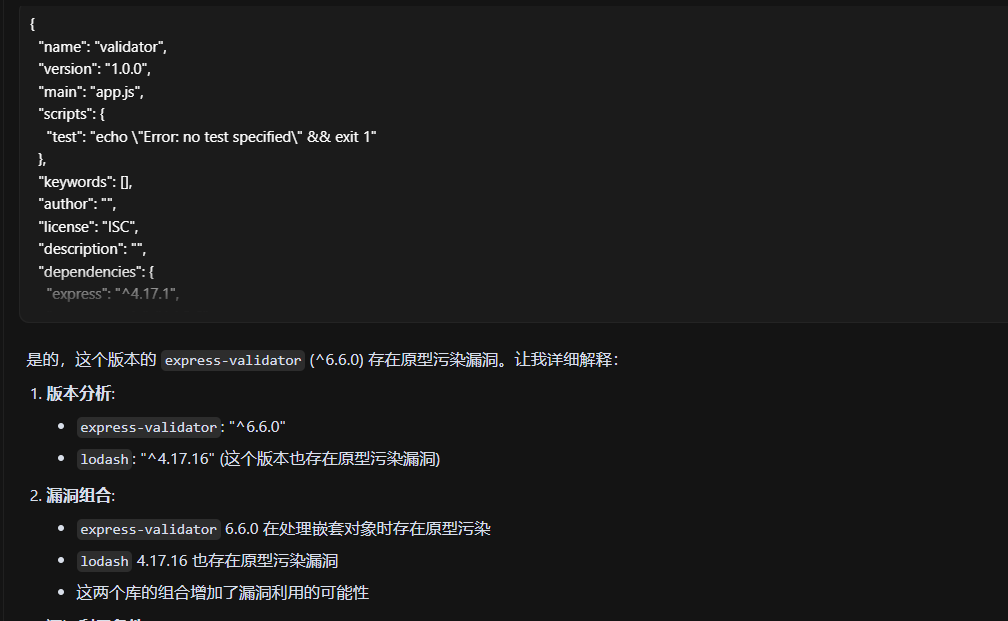 {
"name": "validator",
"version": "1.0.0",
"main": "app.js",
"scripts": {
"test": "echo \"Error: no test specified\" && exit 1"
},
"keywords": [],
"author": "",
"license": "ISC",
"description": "",
"dependencies": {
"express": "^4.17.1",
是的，这个版本的 express-validator (^6.6.0) 存在原型污染漏洞。让我详细解释：
1. 版本分析:
• express-validator: "^6.6.0"
• lodash: "^4.17.16" (这个版本也存在原型污染漏洞)
2. 漏洞组合:
• express-validator 6.6.0 在处理嵌套对象时存在原型污染
• lodash 4.17.16 也存在原型污染漏洞
• 这两个库的组合增加了漏洞利用的可能性